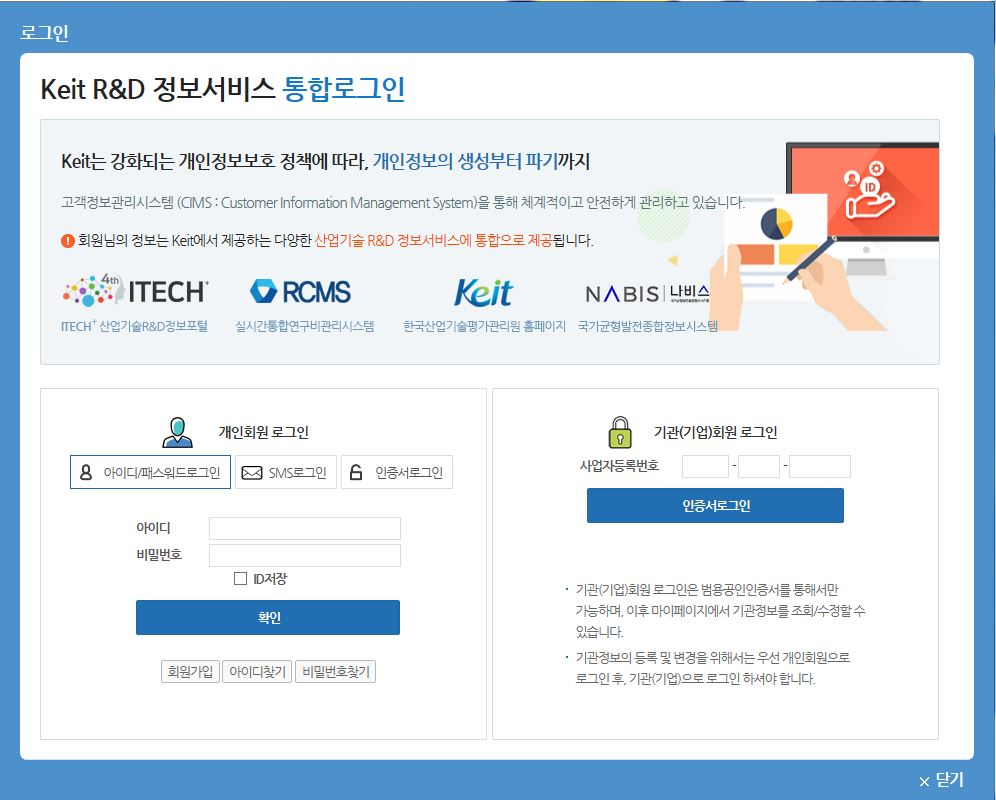 로그인
Keit R&D 정보서비스 통합로그인
Keit는 강화되는 개인정보보호 정책에 따라, 개인정보의 생성부터 파기까지
고객정보관리시스템 (CIMS : Customer Information Management System)을 통해 체계적이고 안전하게 관리하고 있습니다.
회원님의 정보는 Keit에서 제공하는 다양한 산업기술 R&D 정보서비스에 통합으로 제공됩니다.
ID
4th ITECH+ RCMS Keit NABIS 나비스
ITECH+ 산업기술R&D정보포털 실시간통합연구비관리시스템 한국산업기술평가관리원 홈페이지 국가균형발전종합정보시스템
개인회원 로그인
아이디/패스워드로그인 SMS로그인 인증서로그인
아이디
비밀번호
ID저장
확인
회원가입 아이디찾기 비밀번호찾기
기관(기업)회원 로그인
사업자등록번호 - -
인증서로그인
· 기관(기업)회원 로그인은 범용공인인증서를 통해서만
가능하며, 이후 마이페이지에서 기관정보를 조회/수정할 수
있습니다.
· 기관정보의 등록 및 변경을 위해서는 우선 개인회원으로
로그인 후, 기관(기업)으로 로그인 하셔야 합니다.
× 닫기